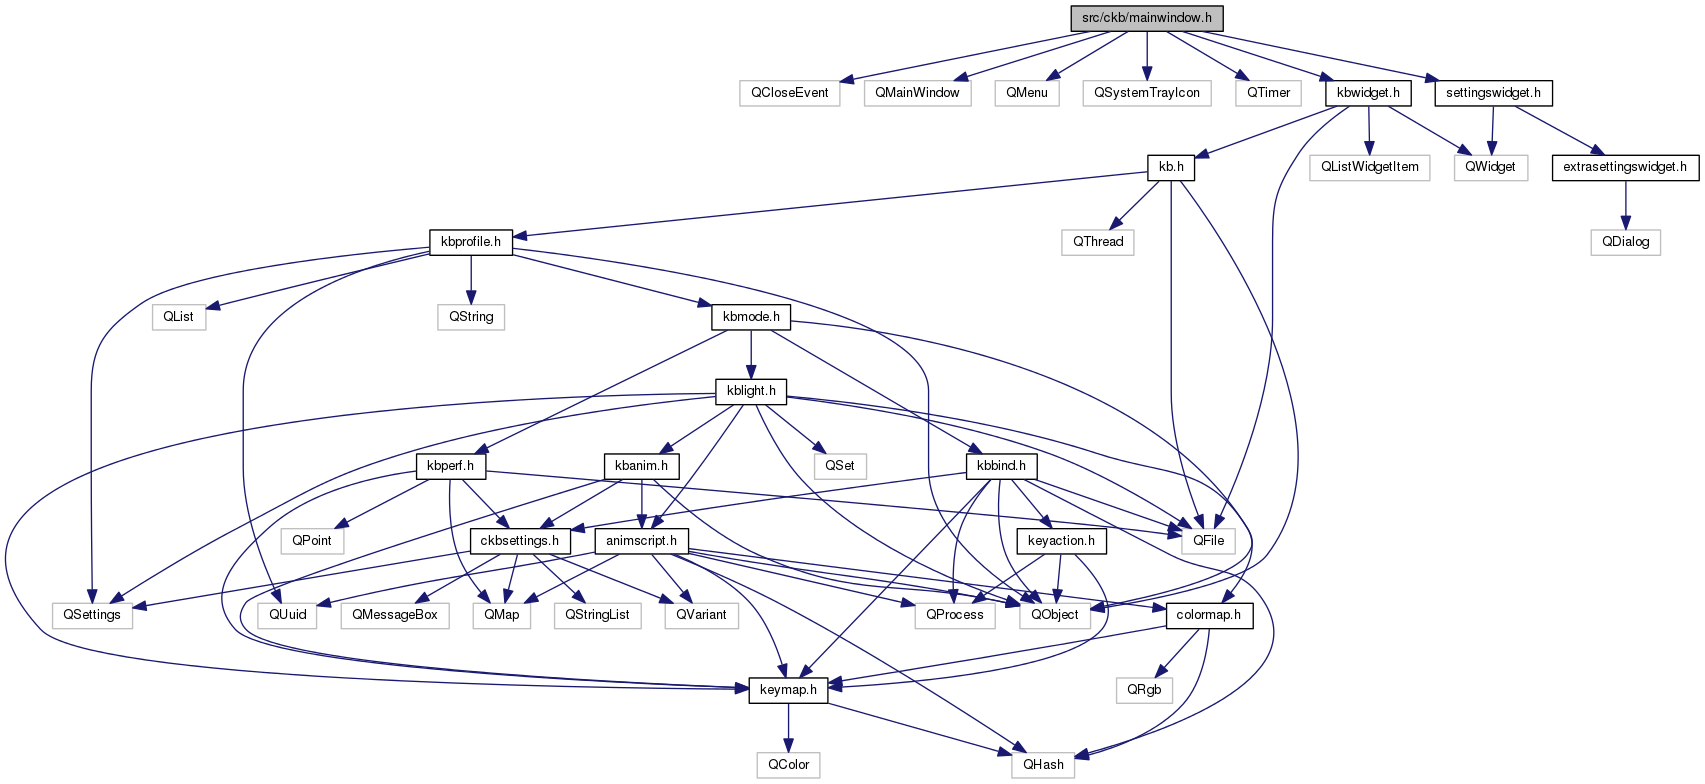 src/ckb/mainwindow.h
QCloseEvent
QMainWindow
QMenu
QSystemTrayIcon
QTimer
kbwidget.h
settingswidget.h
kb.h
QListWidgetItem
QWidget
extrasettingswidget.h
kbprofile.h
QThread
QDialog
QList
QString
kbmode.h
kblight.h
kbperf.h
kbanim.h
QSet
kbbind.h
QPoint
ckbsettings.h
animscript.h
keyaction.h
QFile
QSettings
QUuid
QMessageBox
QMap
QStringList
QVariant
QProcess
QObject
colormap.h
keymap.h
QRgb
QColor
QHash